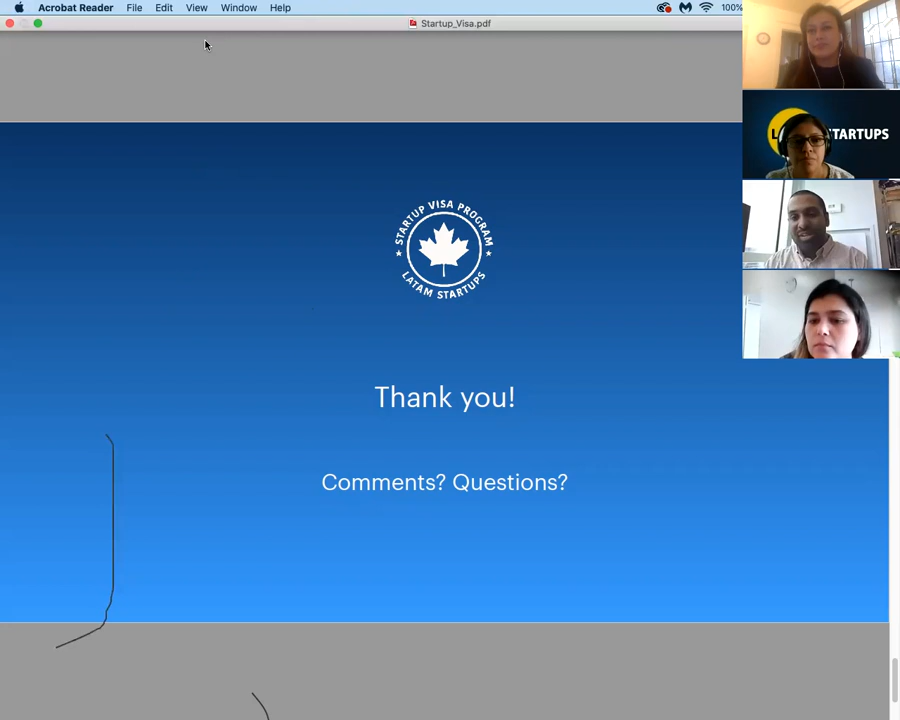 Acrobat Reader File Edit View Window Help 100%
Startup_Visa.pdf
STARTUP VISA PROGRAM
LATAM STARTUPS
Thank you!
Comments? Questions?
L
STARTUPS